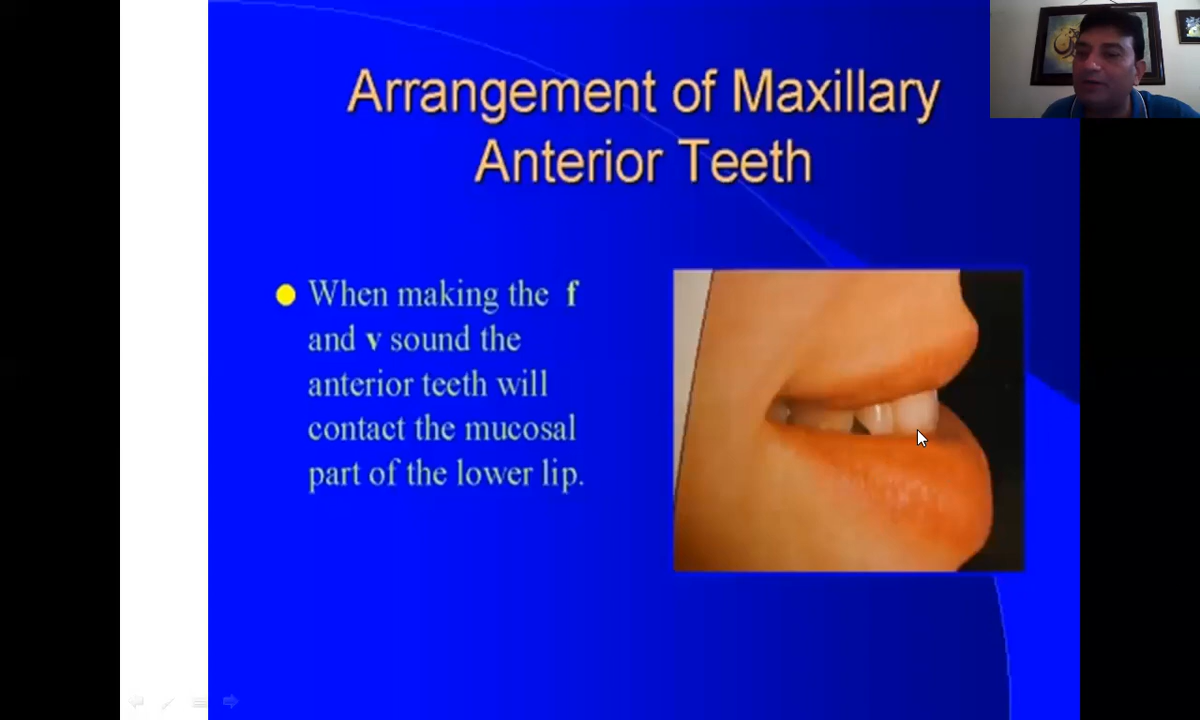 Arrangement of Maxillary
Anterior Teeth
When making the f
and v sound the
anterior teeth will
contact the mucosal
part of the lower lip.